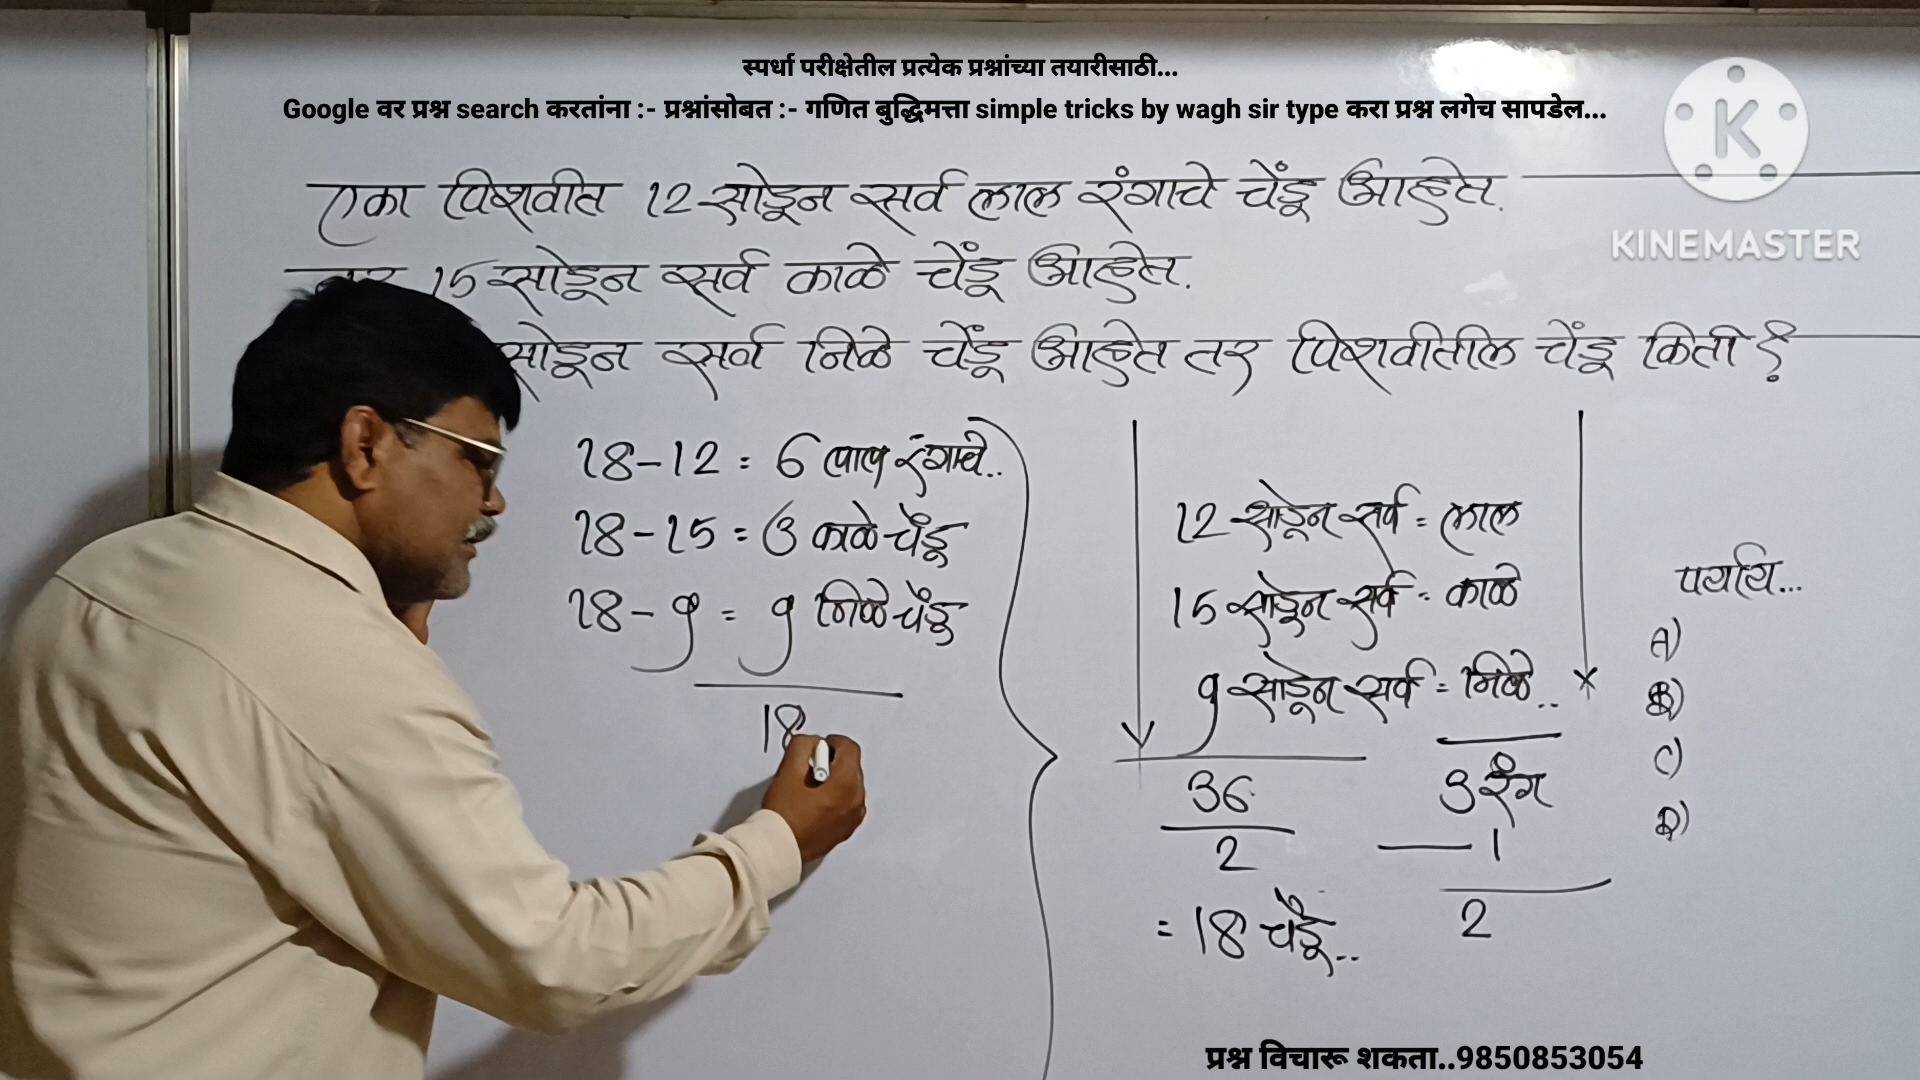 स्पर्धा परीक्षेतील प्रत्येक प्रश्नांच्या तयारीसाठी...
Google वर प्रश्न search करतांना :- प्रश्नांसोबत :- गणित बुद्धिमत्ता simple tricks by wagh sir type करा प्रश्न लगेच सापडेल...
K
KINEMASTER
एका पिशवीत 12 सोडून सर्व लाल रंगाचे चेंडू आहेत.
15 सोडून सर्व काळे चेंडू आहेत.
सोडून सर्व निळे चेंडू आहेत तर पिशवीतील चेंडू किती?
18-12 = 6 लाल रंगाचे..
18-15 = 3 काळे चेंडू
18-9 = 9 निळे चेंडू
18
12 सोडून सर्व = लाल
15 सोडून सर्व = काळे
9 सोडून सर्व = निळे..
36
2
= 18 चेंडू..
3 रंग
- 1
2
पर्याय...
A)
B)
C)
D)
प्रश्न विचारू शकता..9850853054